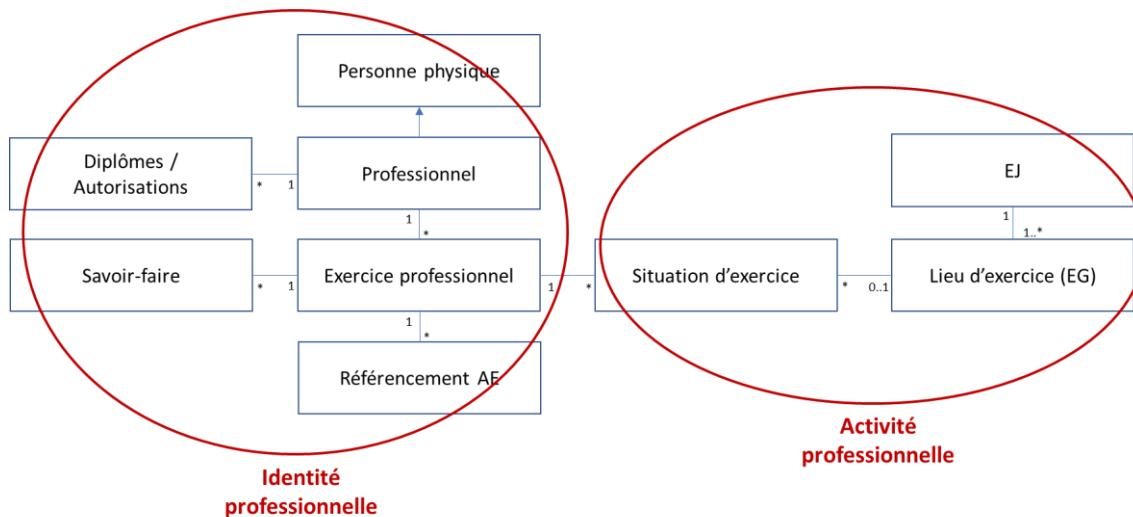 Personne physique
Diplômes /
Autorisations
* 1
Professionnel
EJ
1
*
1
1..*
Savoir-faire
* 1
Exercice professionnel
1 *
Situation d’exercice
* 0..1
Lieu d’exercice (EG)
1
*
Référencement AE
Activité
professionnelle
Identité
professionnelle